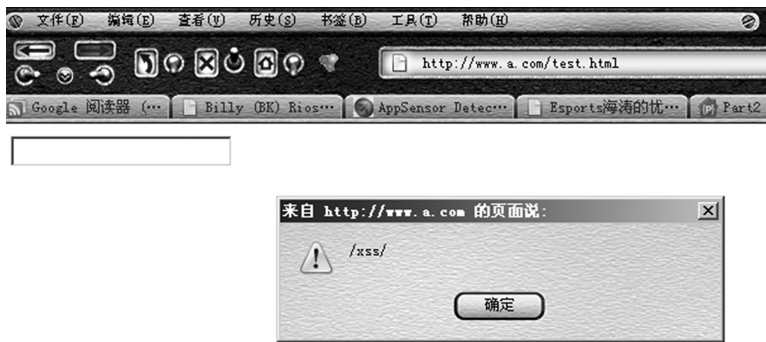 文件(F) 编辑(E) 查看(V) 历史(S) 书签(B) 工具(T) 帮助(H)
http://www.a.com/test.html
Google 阅读器 (… Billy (BK) Rios… AppSensor Detec… Esports海涛的优… Part2
来自 http://www.a.com 的页面说:
/xss/
确定